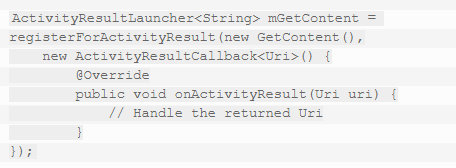 ActivityResultLauncher<String> mGetContent =
registerForActivityResult(new GetContent(),
    new ActivityResultCallback<Uri>() {
        @Override
        public void onActivityResult(Uri uri) {
            // Handle the returned Uri
        }
});